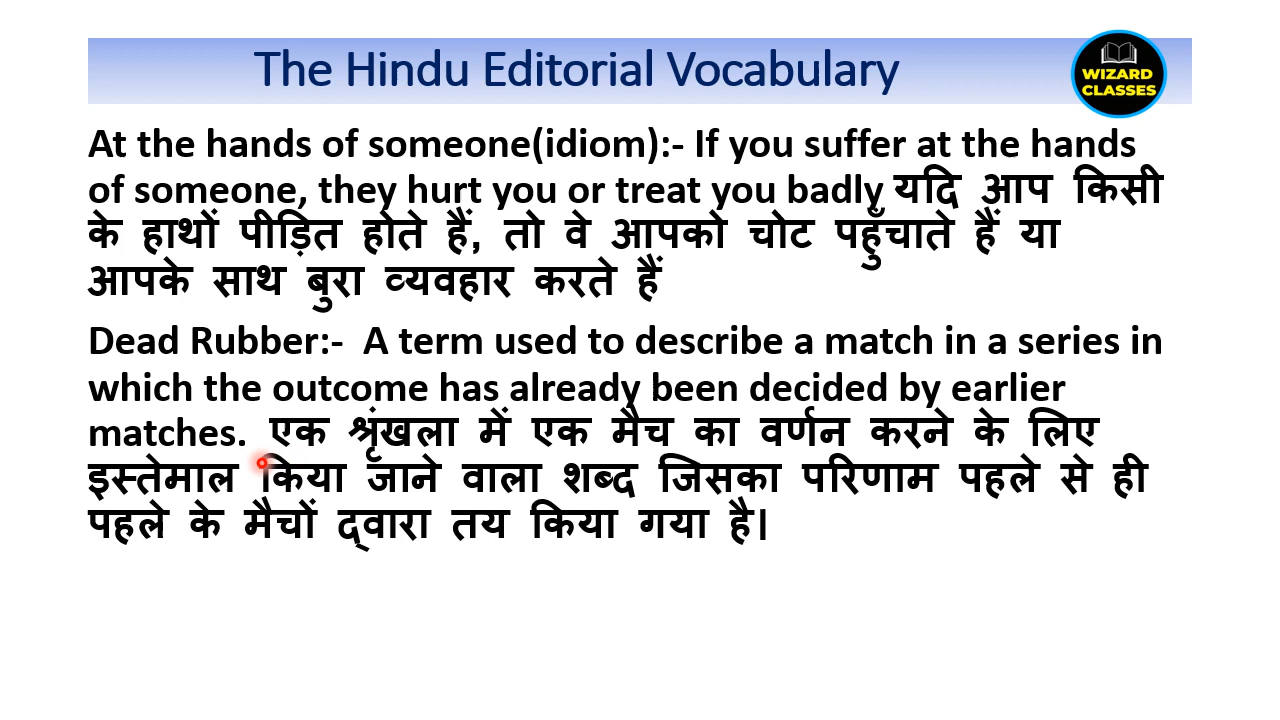 The Hindu Editorial Vocabulary
WIZARD
CLASSES
At the hands of someone(idiom):- If you suffer at the hands
of someone, they hurt you or treat you badly यदि आप किसी
के हाथों पीड़ित होते हैं, तो वे आपको चोट पहुँचाते हैं या
आपके साथ बुरा व्यवहार करते हैं
Dead Rubber:- A term used to describe a match in a series in
which the outcome has already been decided by earlier
matches. एक श्रृंखला में एक मैच का वर्णन करने के लिए
इस्तेमाल किया जाने वाला शब्द जिसका परिणाम पहले से ही
पहले के मैचों द्वारा तय किया गया है।